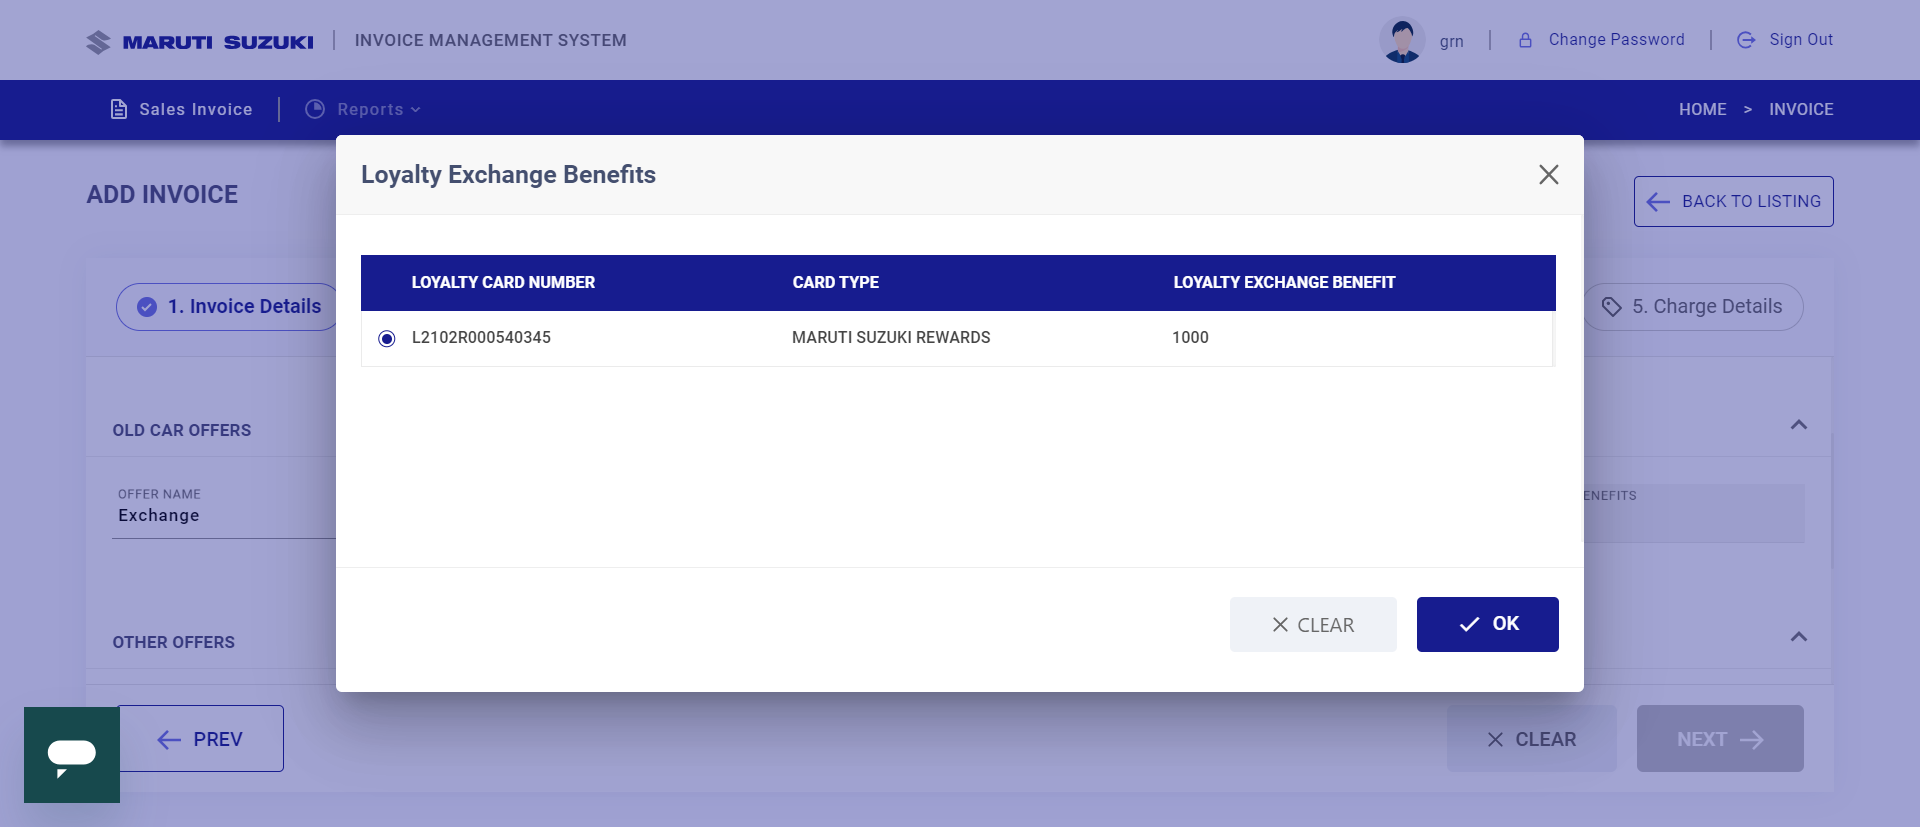 MARUTI SUZUKI
INVOICE MANAGEMENT SYSTEM
grn
Change Password
Sign Out
Sales Invoice
Reports
HOME > INVOICE
ADD INVOICE
BACK TO LISTING
Loyalty Exchange Benefits
LOYALTY CARD NUMBER CARD TYPE LOYALTY EXCHANGE BENEFIT
L2102R000540345 MARUTI SUZUKI REWARDS 1000
1. Invoice Details
5. Charge Details
OLD CAR OFFERS
OFFER NAME
Exchange
ENEFITS
OTHER OFFERS
CLEAR
OK
PREV
CLEAR
NEXT